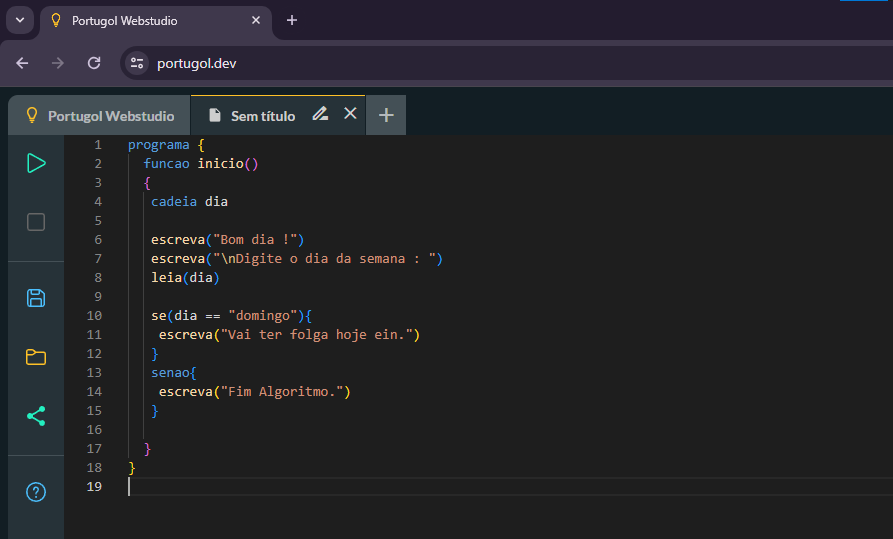 Portugol Webstudio
portugol.dev
Portugol Webstudio Sem título
1 programa {
2 funcao inicio()
3 {
4 cadeia dia
5
6 escreva("Bom dia !")
7 escreva("\nDigite o dia da semana : ")
8 leia(dia)
9
10 se(dia == "domingo"){
11 escreva("Vai ter folga hoje ein.")
12 }
13 senao{
14 escreva("Fim Algoritmo.")
15 }
16
17 }
18 }
19